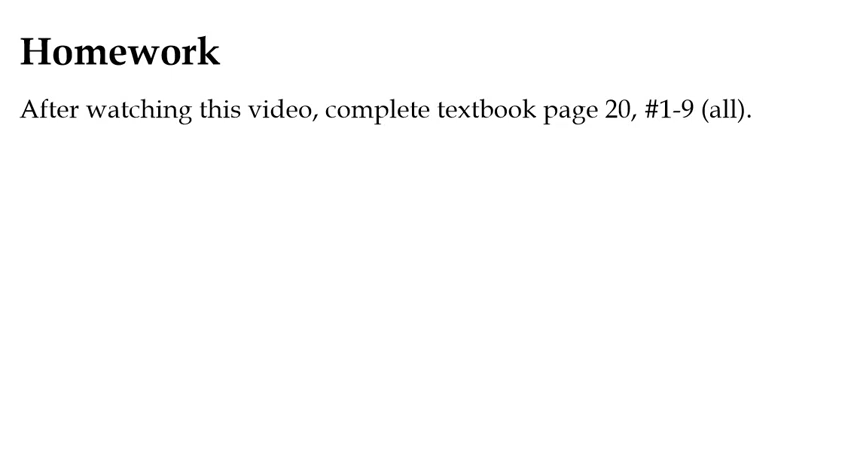 Homework
After watching this video, complete textbook page 20, #1-9 (all).